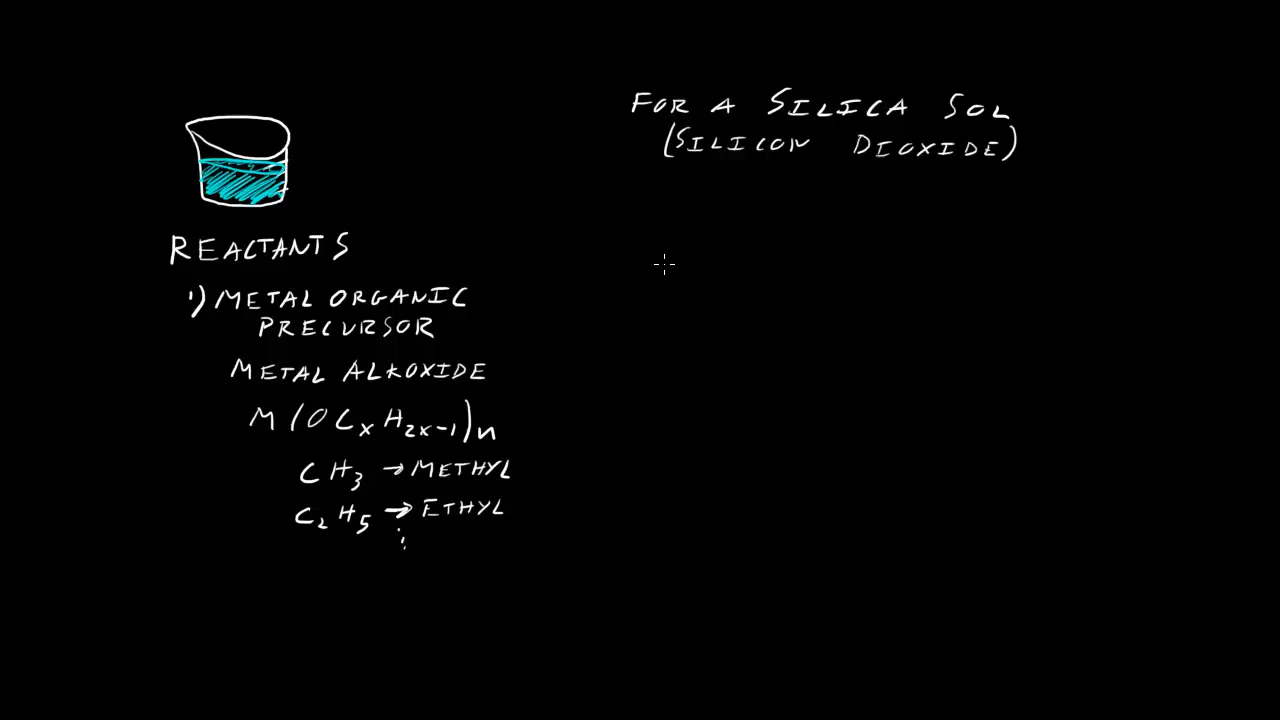 FOR A SILICA SOL
(SILICON DIOXIDE)
REACTANTS
1) METAL ORGANIC
PRECURSOR
METAL ALKOXIDE
M(OCₓH₂ₓ₋₁)ₙ
CH₃ → METHYL
C₂H₅ → ETHYL
⋮